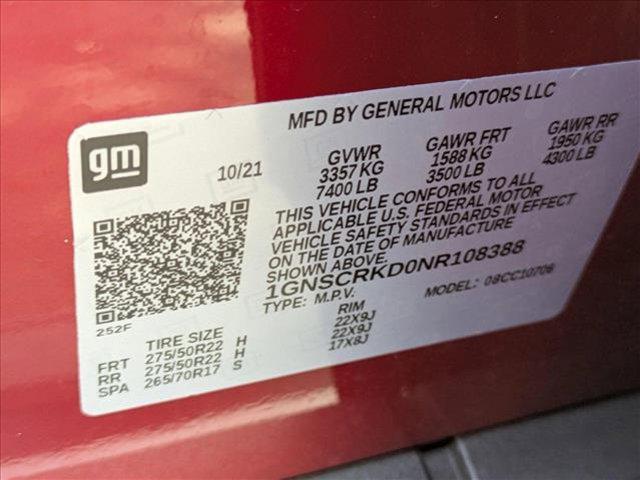 MFD BY GENERAL MOTORS LLC
gm
10/21
GVWR GAWR FRT GAWR RR
3357 KG 1588 KG 1950 KG
7400 LB 3500 LB 4300 LB
THIS VEHICLE CONFORMS TO ALL
APPLICABLE U.S. FEDERAL MOTOR
VEHICLE SAFETY STANDARDS IN EFFECT
ON THE DATE OF MANUFACTURE
SHOWN ABOVE.
1GNSCRKD0NR108388
TYPE: M.P.V. MODEL: 08CC10706
252F
TIRE SIZE RIM
FRT 275/50R22 H 22X9J
RR 275/50R22 H 22X9J
SPA 265/70R17 S 17X8J